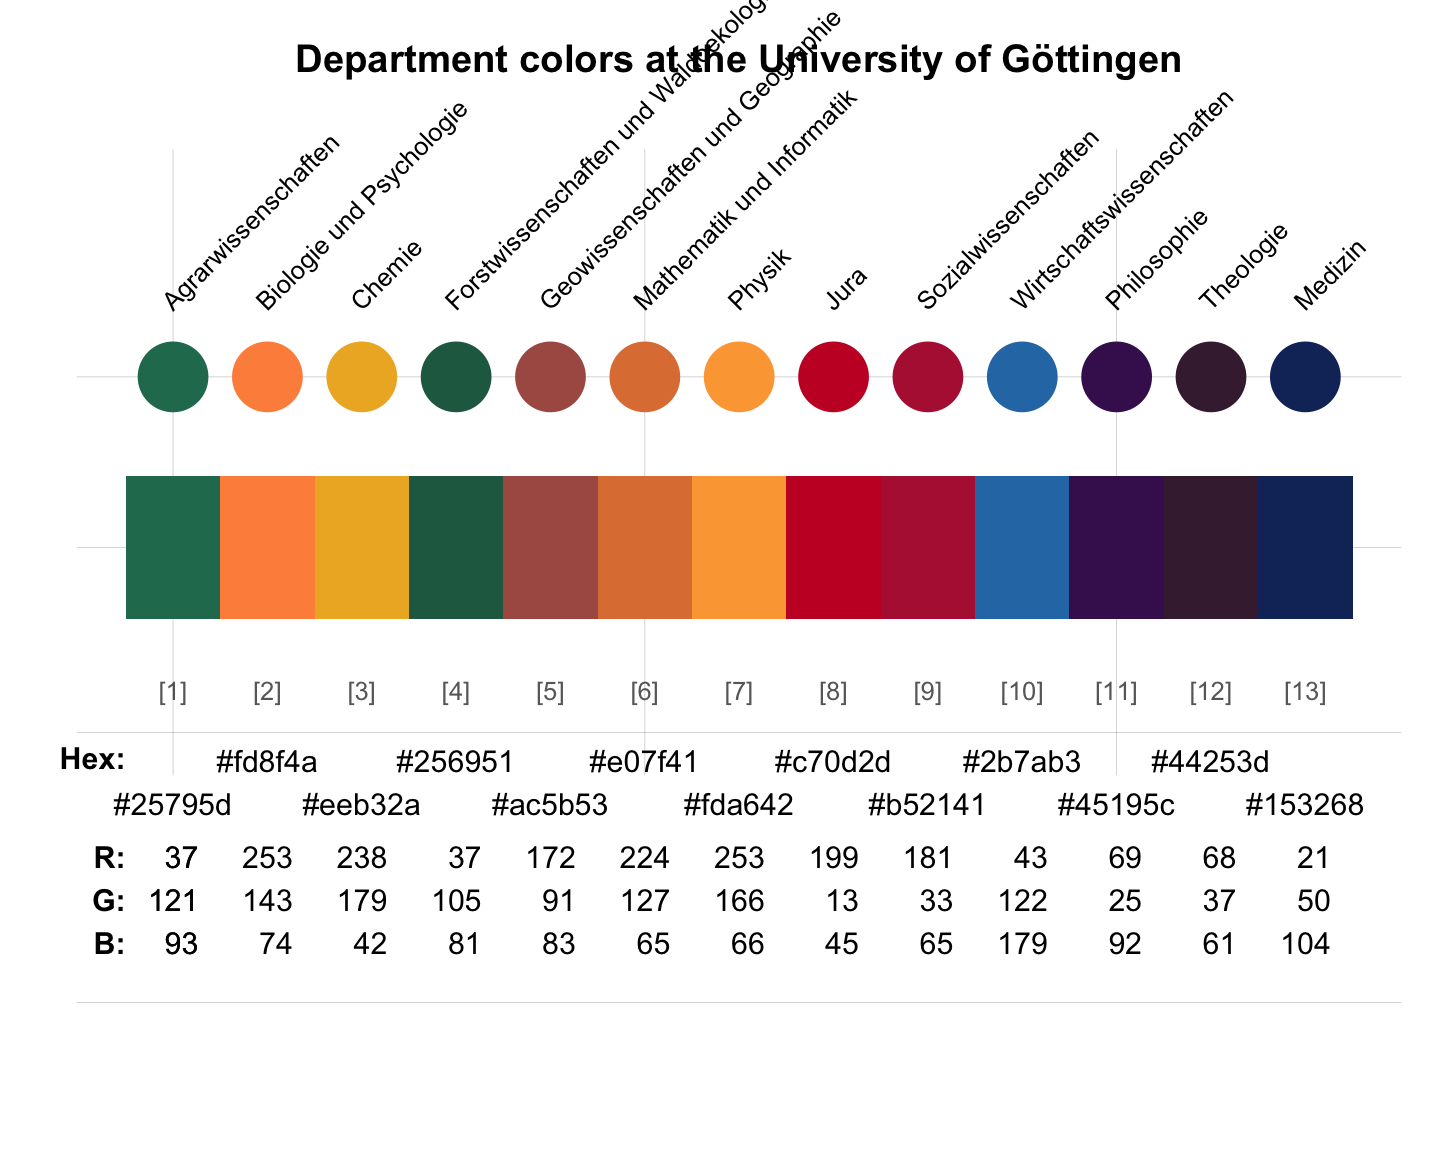 Department colors at the University of Göttingen
Agrarwissenschaften
Biologie und Psychologie
Chemie
Forstwissenschaften und
Geowissenschaften und Geographie
Mathematik und Informatik
Physik
Jura
Sozialwissenschaften
Wirtschaftswissenschaften
Philosophie
Theologie
Medizin
[1] [2] [3] [4] [5] [6] [7] [8] [9] [10] [11] [12] [13]
Hex: #fd8f4a #256951 #e07f41 #c70d2d #2b7ab3 #44253d
#25795d #eeb32a #ac5b53 #fda642 #b52141 #45195c #153268
R: 37 253 238 37 172 224 253 199 181 43 69 68 21
G: 121 143 179 105 91 127 166 13 33 122 25 37 50
B: 93 74 42 81 83 65 66 45 65 179 92 61 104